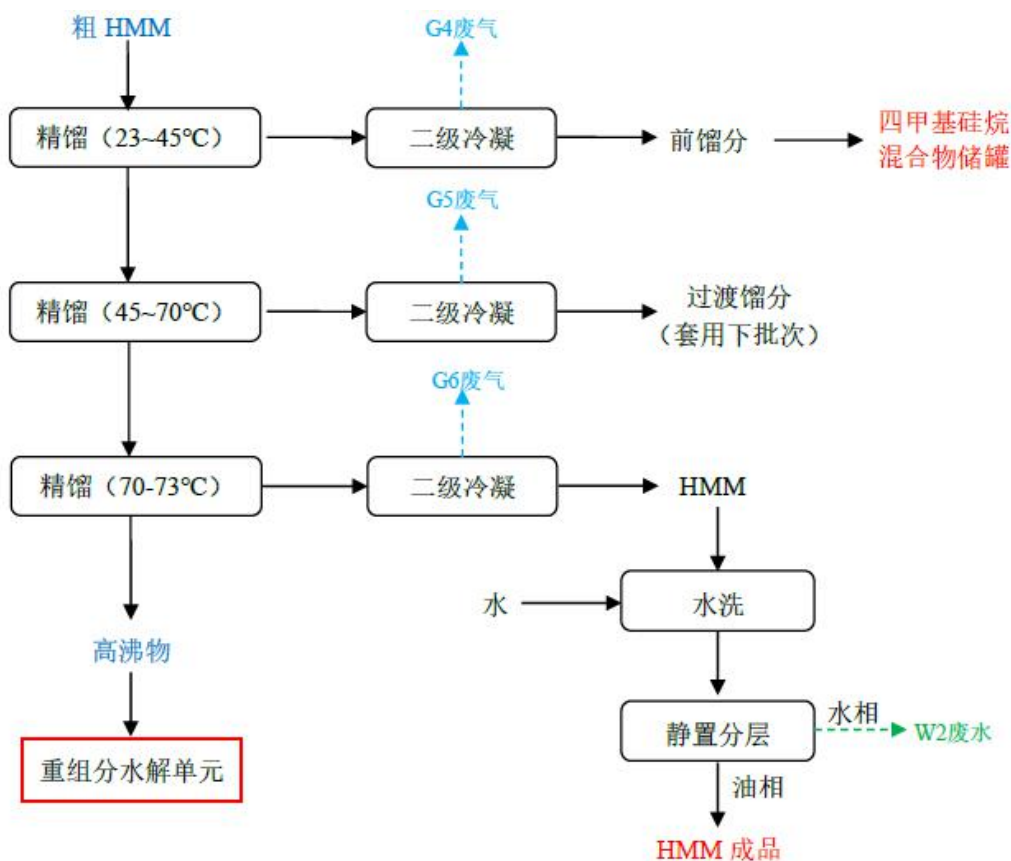 粗 HMM
G4废气
精馏（23~45℃）
二级冷凝
前馏分
四甲基硅烷
混合物储罐
G5废气
精馏（45~70℃）
二级冷凝
过渡馏分
（套用下批次）
G6废气
精馏（70-73℃）
二级冷凝
HMM
水
水洗
高沸物
静置分层
水相
W2废水
重组分水解单元
油相
HMM 成品